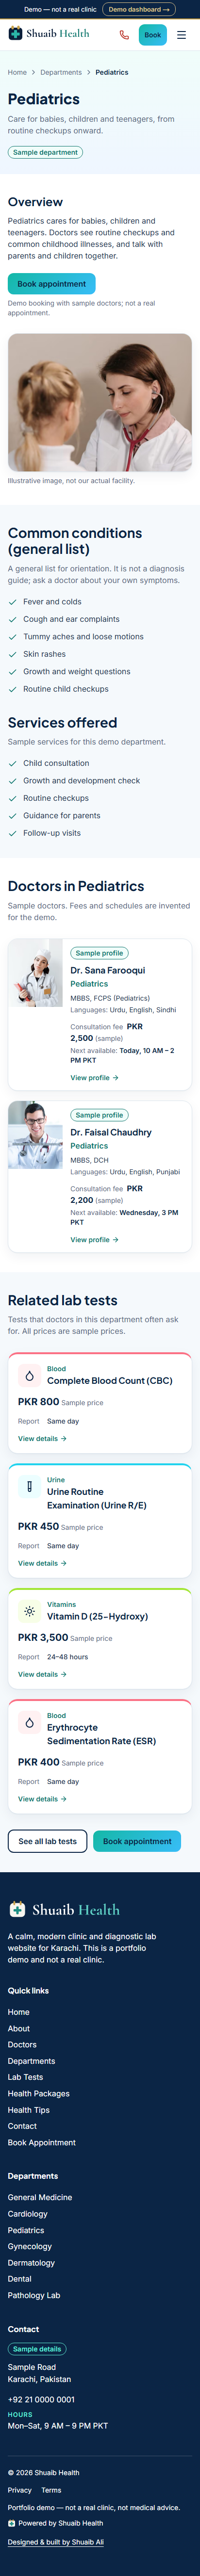 Demo — not a real clinic Demo dashboard →
Shuaib Health Book
Home > Departments > Pediatrics
Pediatrics
Care for babies, children and teenagers, from
routine checkups onward.
Sample department
Overview
Pediatrics cares for babies, children and
teenagers. Doctors see routine checkups and
common childhood illnesses, and talk with
parents and children together.
Book appointment
Demo booking with sample doctors; not a real
appointment.
Illustrative image, not our actual facility.
Common conditions
(general list)
A general list for orientation. It is not a diagnosis
guide; ask a doctor about your own symptoms.
Fever and colds
Cough and ear complaints
Tummy aches and loose motions
Skin rashes
Growth and weight questions
Routine child checkups
Services offered
Sample services for this demo department.
Child consultation
Growth and development check
Routine checkups
Guidance for parents
Follow-up visits
Doctors in Pediatrics
Sample doctors. Fees and schedules are invented
for the demo.
Sample profile
Dr. Sana Farooqui
Pediatrics
MBBS, FCPS (Pediatrics)
Languages: Urdu, English, Sindhi
Consultation fee PKR
2,500 (sample)
Next available: Today, 10 AM – 2
PM PKT
View profile →
Sample profile
Dr. Faisal Chaudhry
Pediatrics
MBBS, DCH
Languages: Urdu, English, Punjabi
Consultation fee PKR
2,200 (sample)
Next available: Wednesday, 3 PM
PKT
View profile →
Related lab tests
Tests that doctors in this department often ask
for. All prices are sample prices.
Blood
Complete Blood Count (CBC)
PKR 800 Sample price
Report Same day
View details →
Urine
Urine Routine
Examination (Urine R/E)
PKR 450 Sample price
Report Same day
View details →
Vitamins
Vitamin D (25-Hydroxy)
PKR 3,500 Sample price
Report 24–48 hours
View details →
Blood
Erythrocyte
Sedimentation Rate (ESR)
PKR 400 Sample price
Report Same day
View details →
See all lab tests Book appointment
Shuaib Health
A calm, modern clinic and diagnostic lab
website for Karachi. This is a portfolio
demo and not a real clinic.
Quick links
Home
About
Doctors
Departments
Lab Tests
Health Packages
Health Tips
Contact
Book Appointment
Departments
General Medicine
Cardiology
Pediatrics
Gynecology
Dermatology
Dental
Pathology Lab
Contact
Sample details
Sample Road
Karachi, Pakistan
+92 21 0000 0001
HOURS
Mon–Sat, 9 AM – 9 PM PKT
© 2026 Shuaib Health
Privacy Terms
Portfolio demo — not a real clinic, not medical advice.
Powered by Shuaib Health
Designed & built by Shuaib Ali